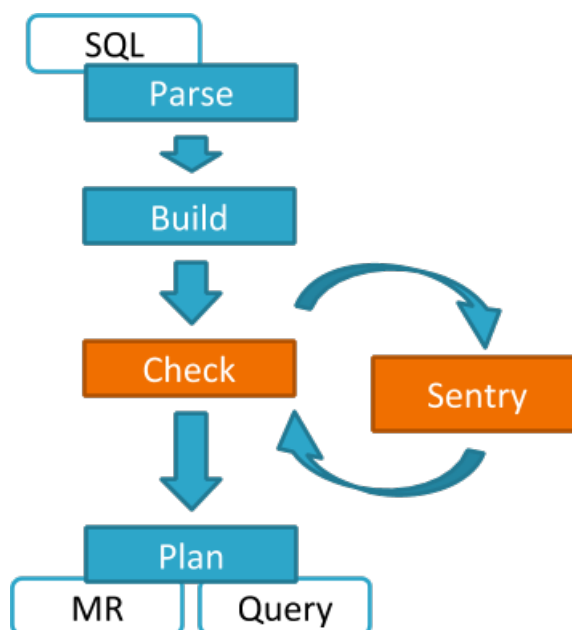 SQL
Parse
Build
Check
Sentry
Plan
MR
Query